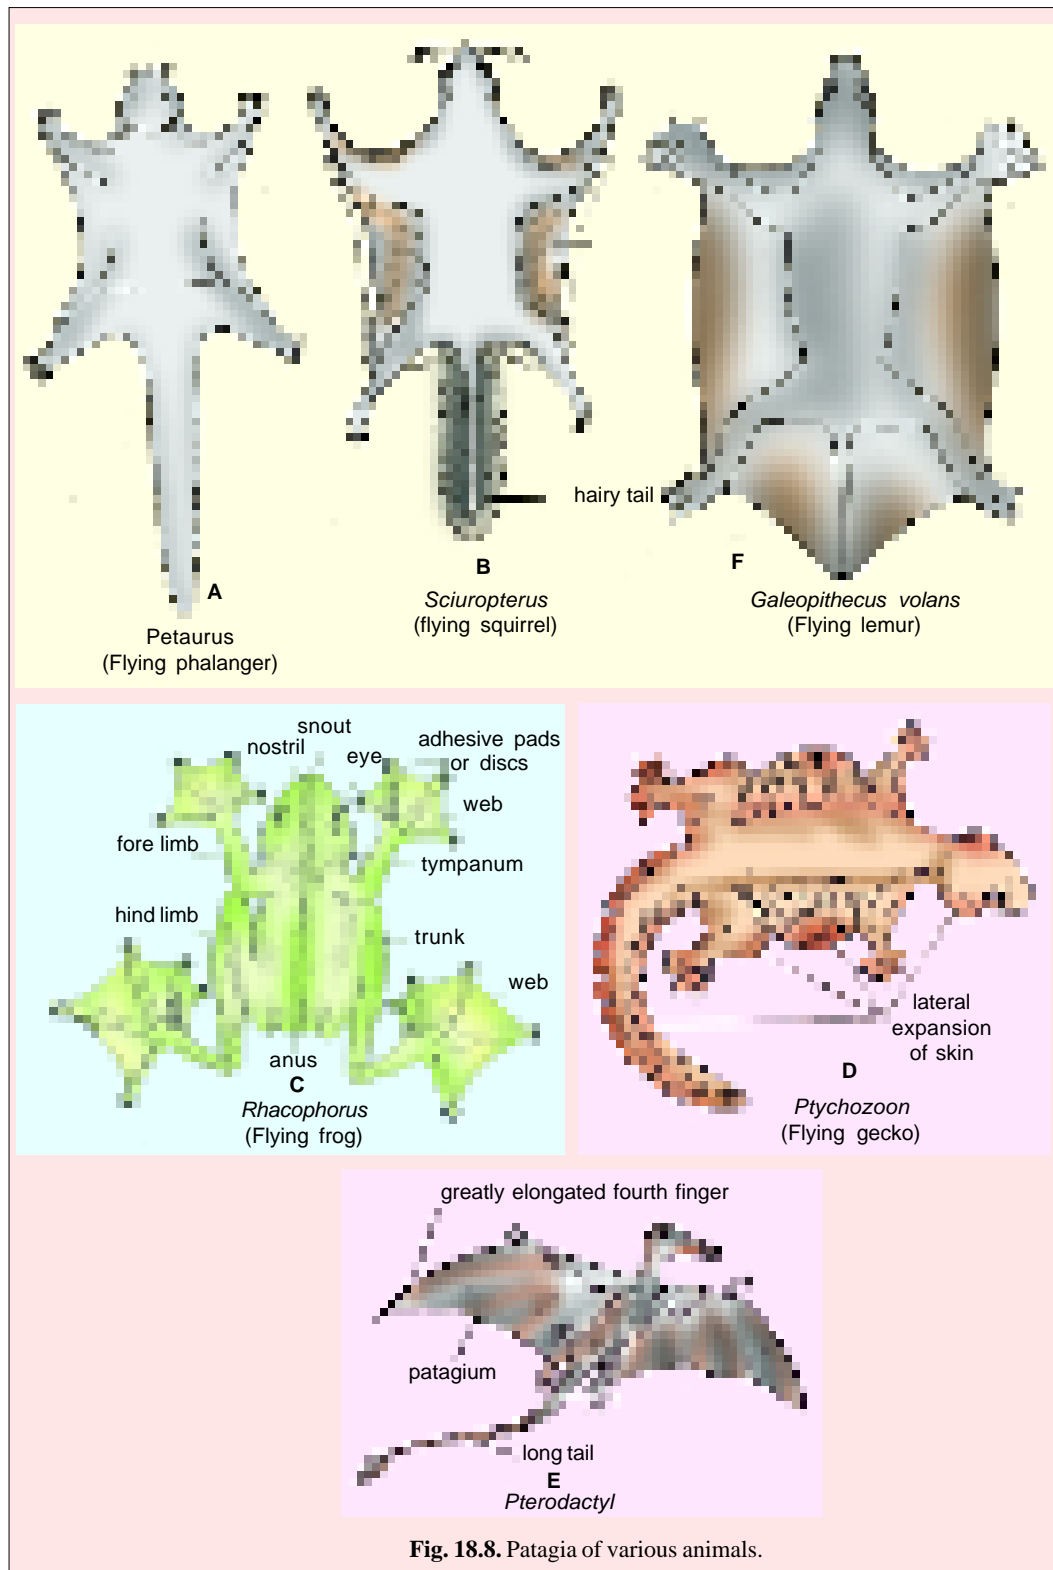 hairy tail
A
Petaurus
(Flying phalanger)
B
Sciuropterus
(flying squirrel)
F
Galeopithecus volans
(Flying lemur)
snout
nostril
eye
adhesive pads
or discs
web
fore limb
tympanum
hind limb
trunk
web
anus
C
Rhacophorus
(Flying frog)
lateral
expansion
of skin
D
Ptychozoon
(Flying gecko)
greatly elongated fourth finger
patagium
long tail
E
Pterodactyl
Fig. 18.8. Patagia of various animals.